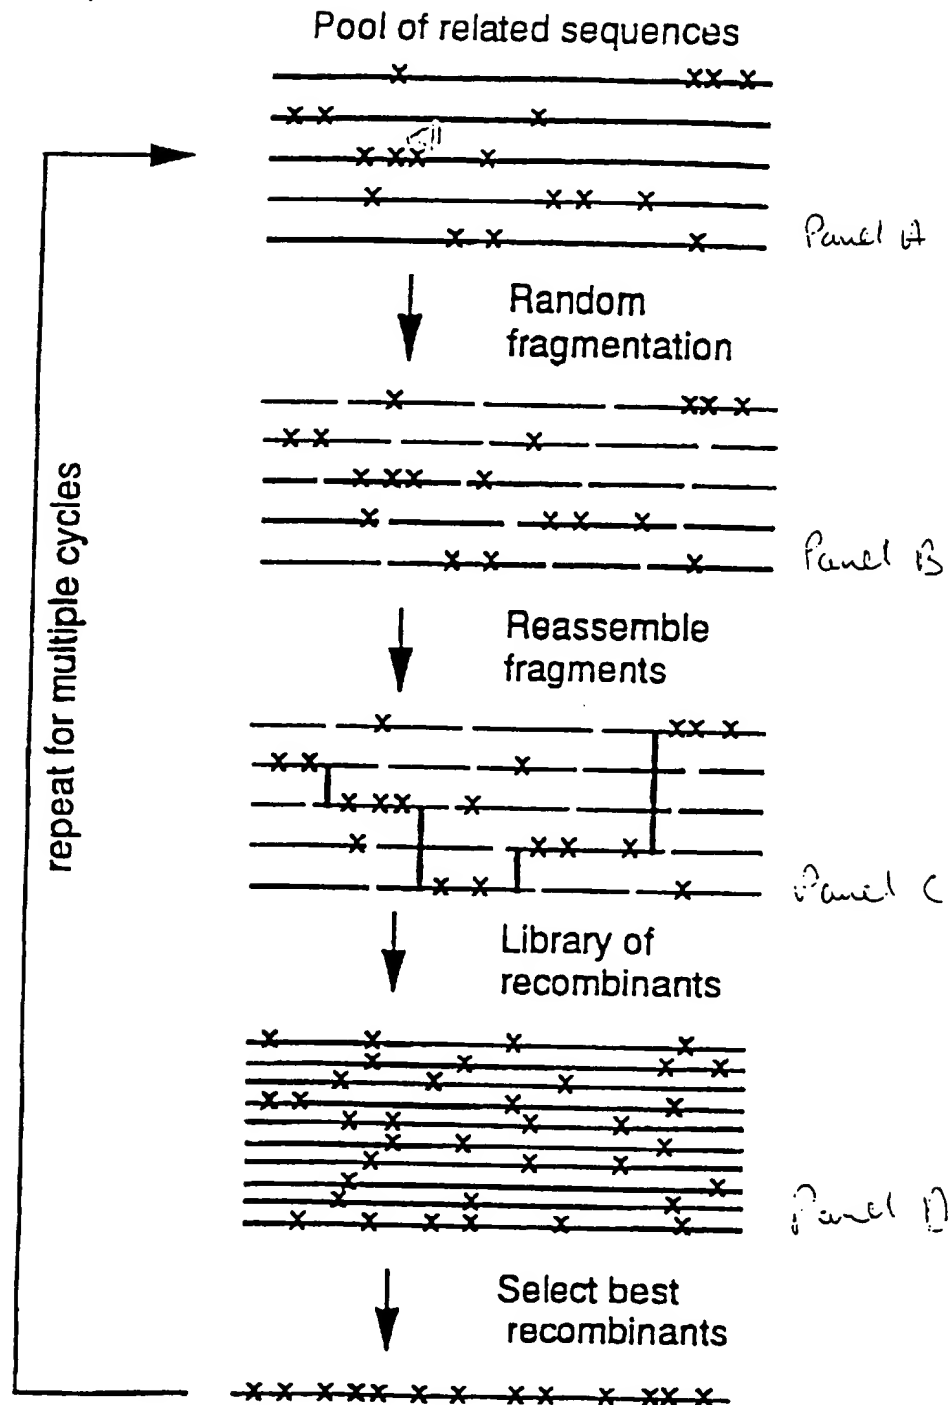 Pool of related sequences
Panel A
Random
fragmentation
Panel B
Reassemble
fragments
repeat for multiple cycles
Panel C
Library of
recombinants
Panel D
Select best
recombinants